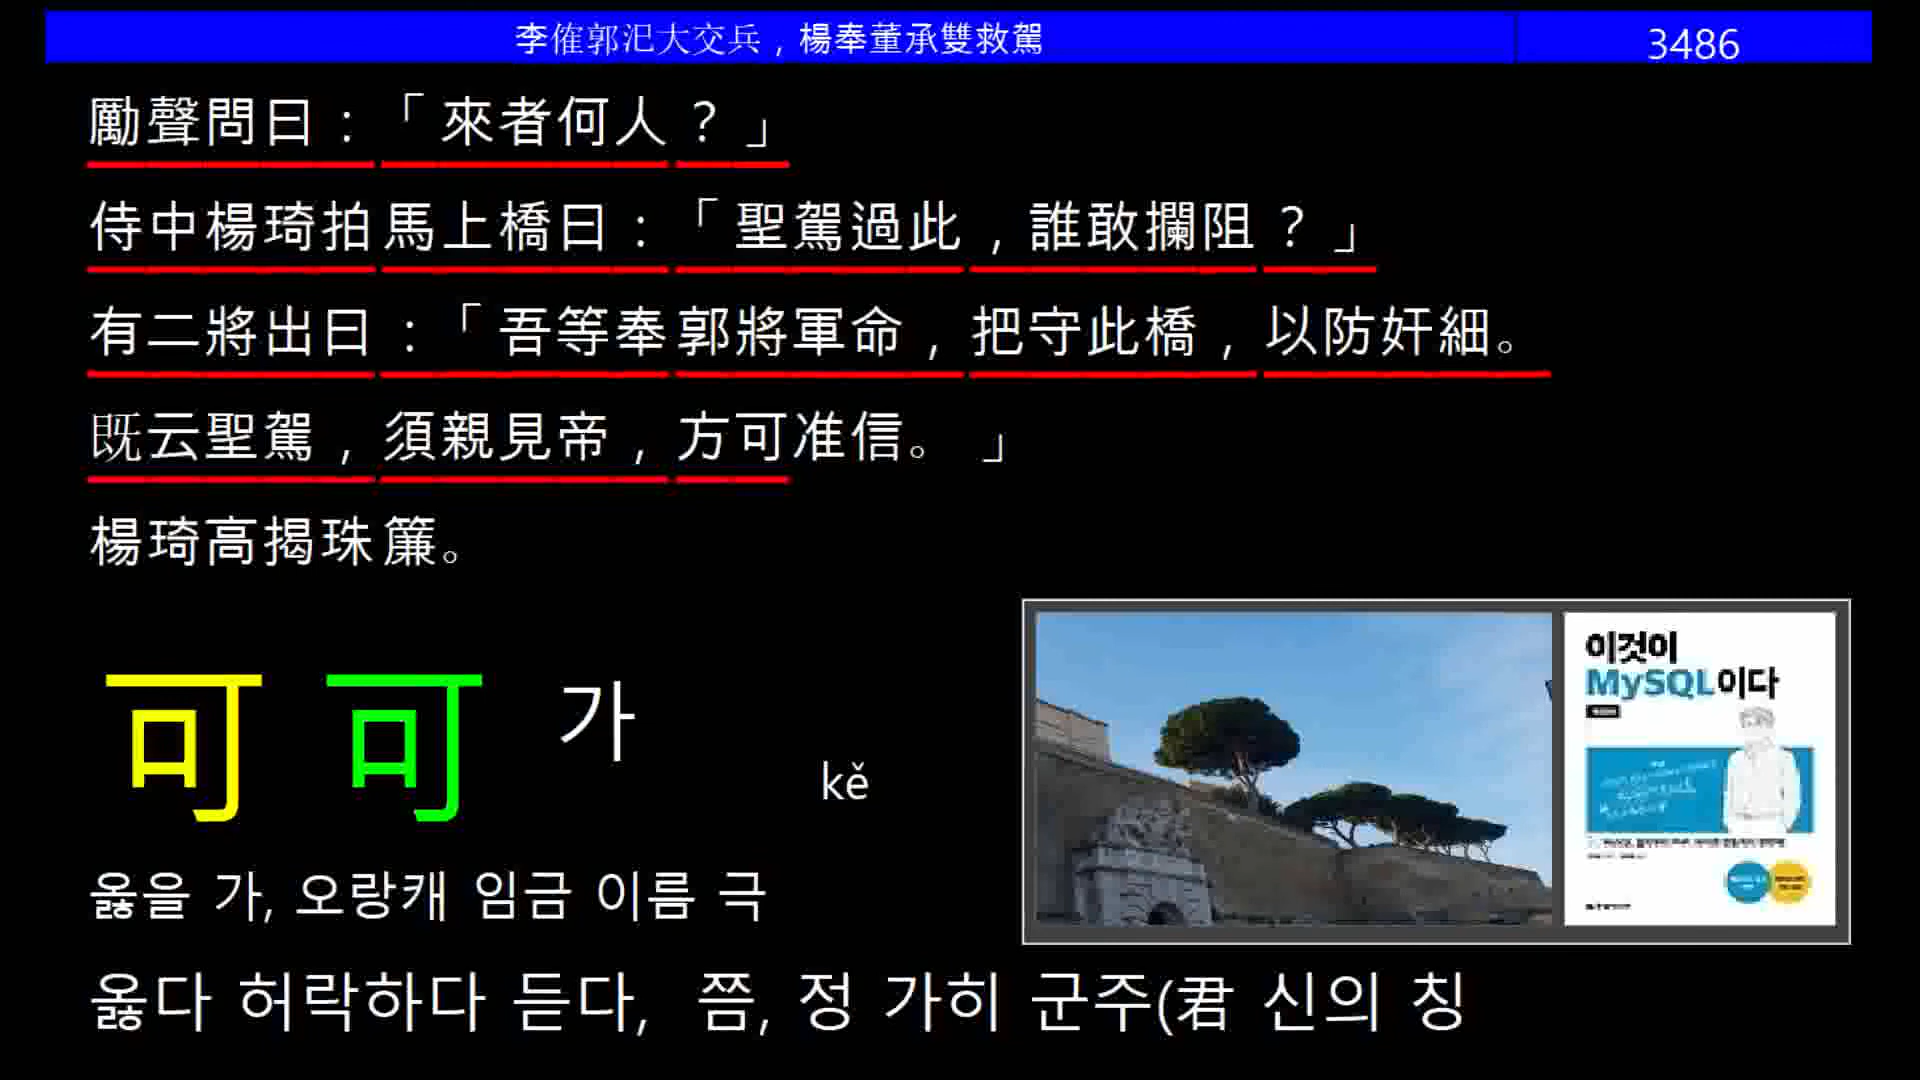 李傕郭汜大交兵，楊奉董承雙救駕
3486
勵聲問曰：「來者何人？」
侍中楊琦拍馬上橋曰：「聖駕過此，誰敢攔阻？」
有二將出曰：「吾等奉郭將軍命，把守此橋，以防奸細。
既云聖駕，須親見帝，方可准信。」
楊琦高揭珠簾。
可 可 가 kě
옳을 가, 오랑캐 임금 이름 극
옳다 허락하다 듣다, 쯤, 정 가히 군주(君 신의 칭
이것이
MySQL이다